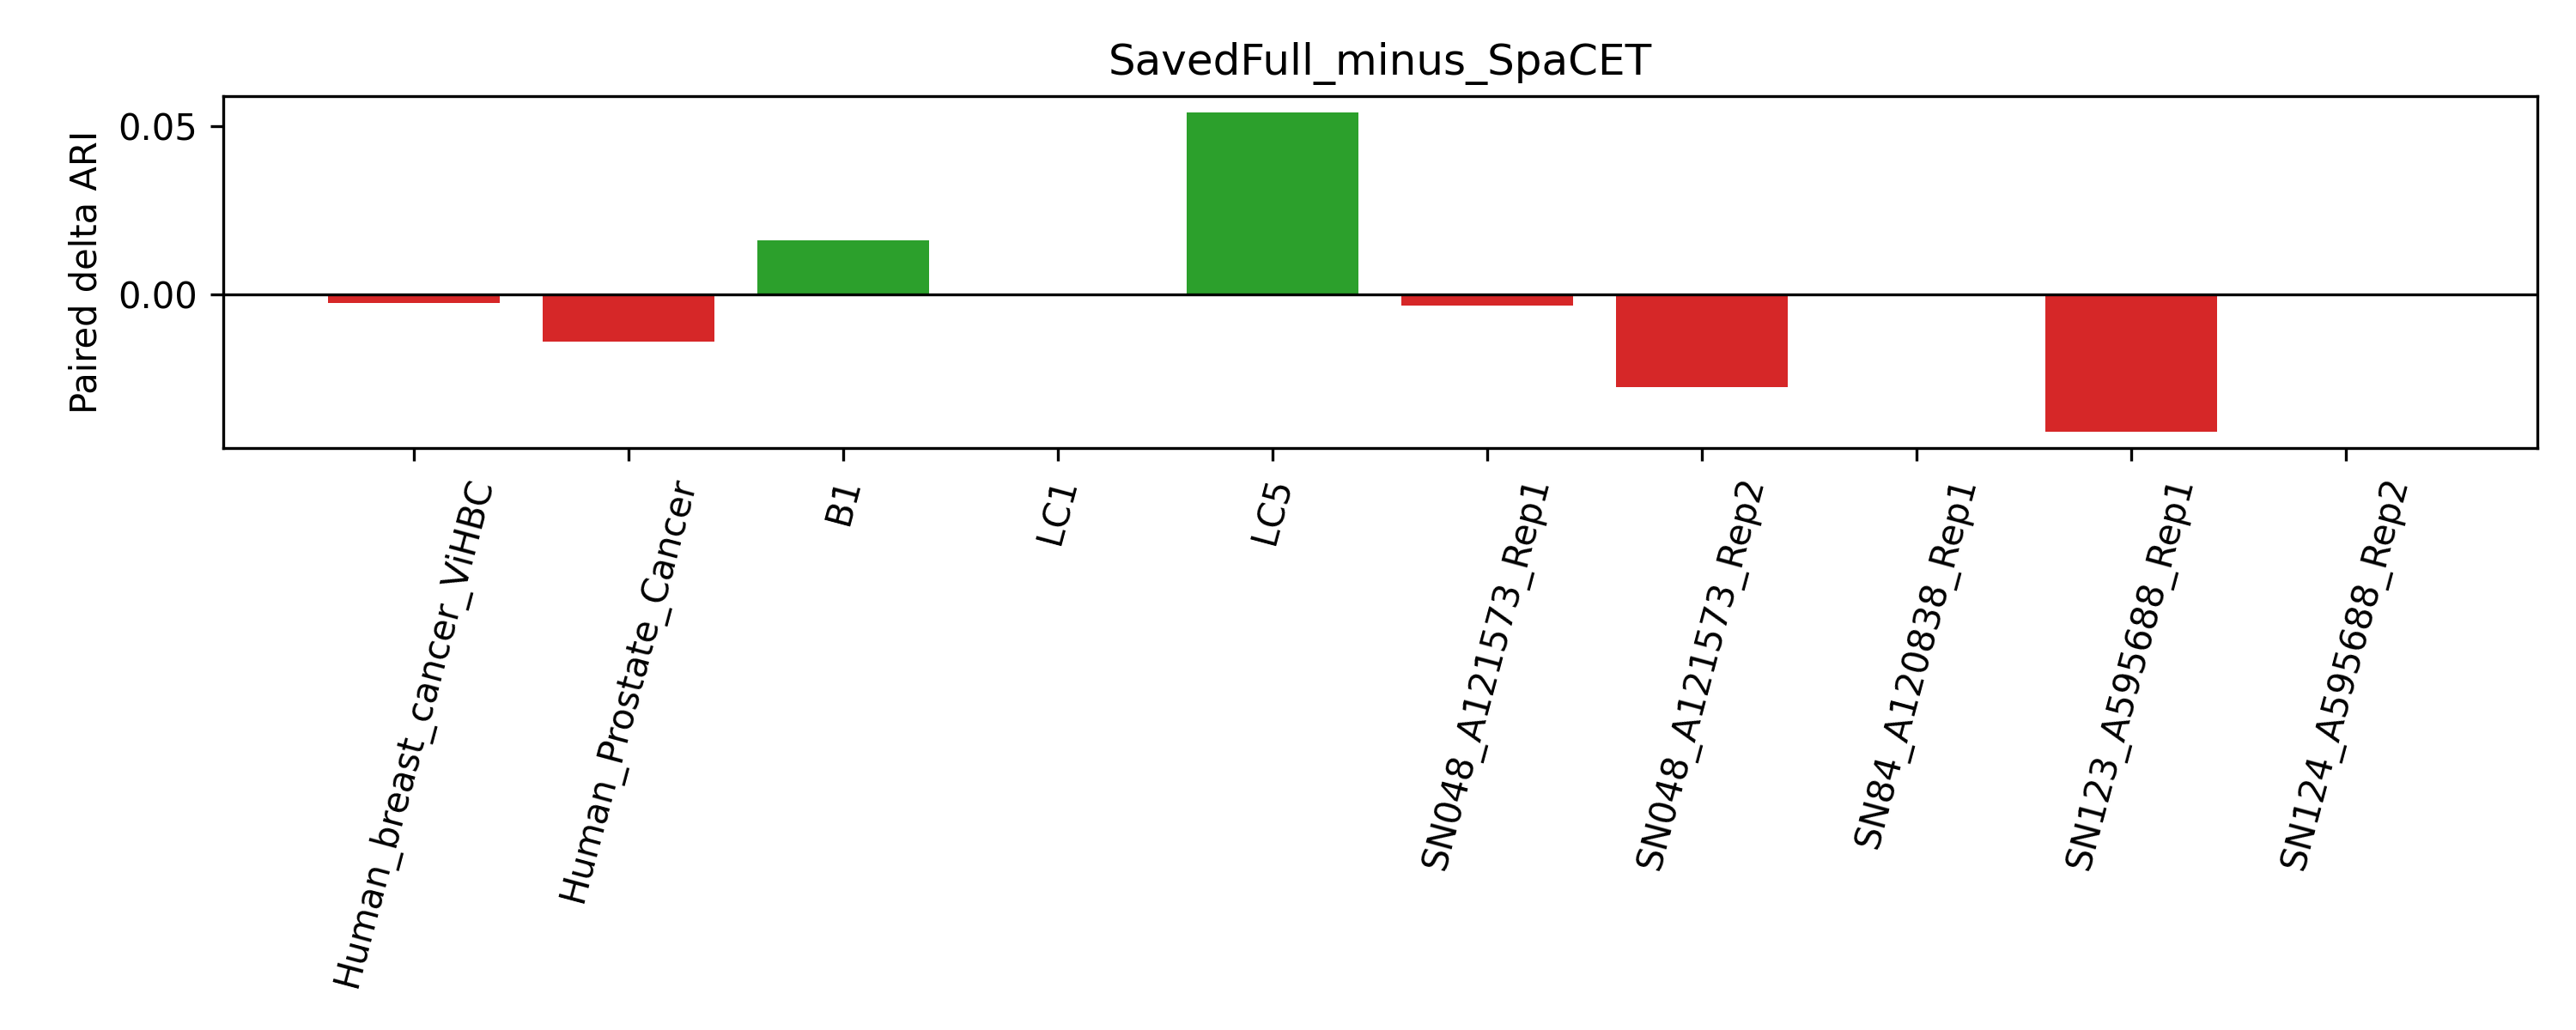 SavedFull_minus_SpaCET
Paired delta ARI
0.05
0.00
Human_breast_cancer_ViHBC
Human_Prostate_Cancer
B1
LC1
LC5
SN048_A121573_Rep1
SN048_A121573_Rep2
SN84_A120838_Rep1
SN123_A595688_Rep1
SN124_A595688_Rep2